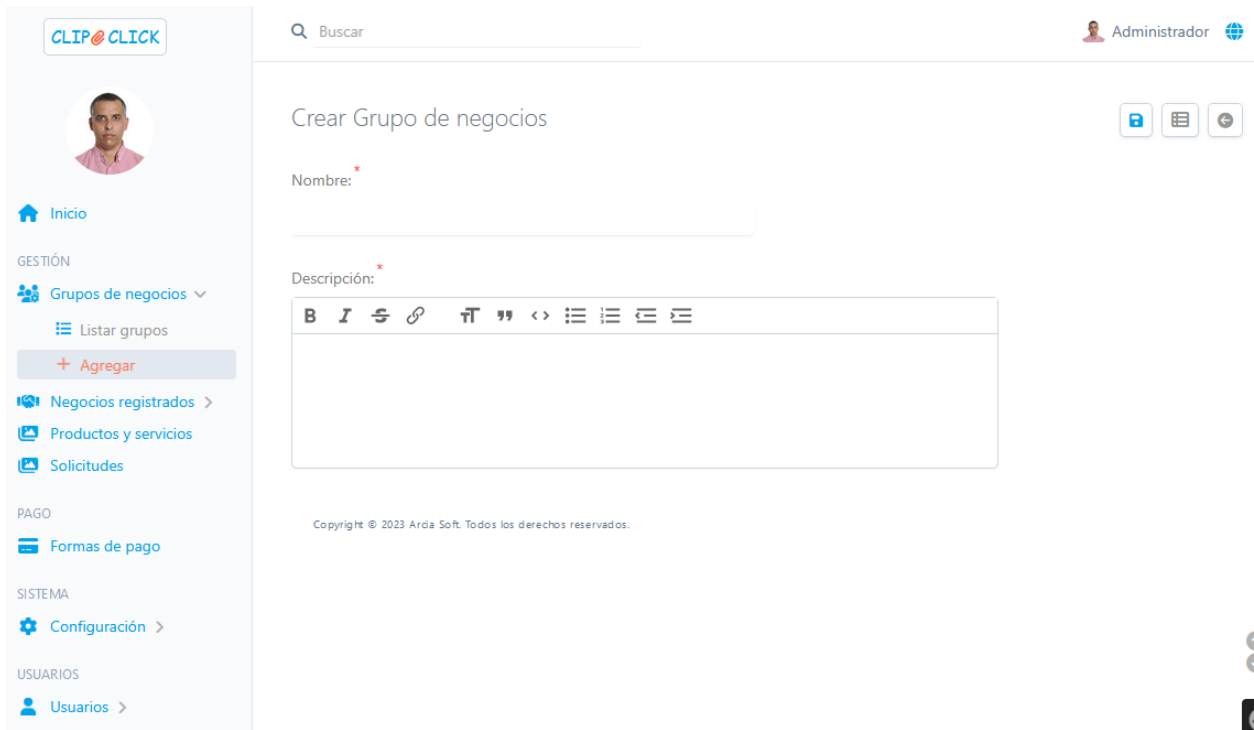 CLIP CLICK
Buscar
Administrador
Crear Grupo de negocios
Nombre:*
Descripción:*
Inicio
GESTIÓN
Grupos de negocios
Listar grupos
Agregar
Negocios registrados
Productos y servicios
Solicitudes
PAGO
Formas de pago
SISTEMA
Configuración
USUARIOS
Usuarios
Copyright © 2023 Arcia Soft. Todos los derechos reservados.